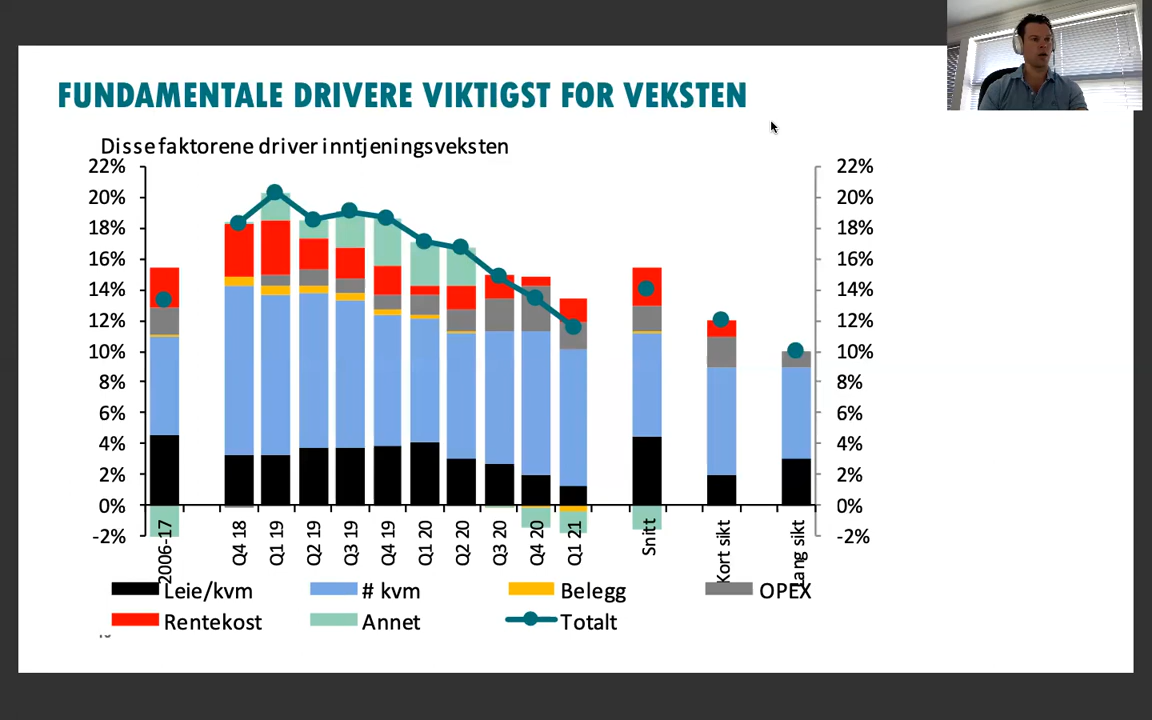 FUNDAMENTALE DRIVERE VIKTIGST FOR VEKSTEN
Disse faktorene driver inntjeningsveksten
22% 22%
20% 20%
18% 18%
16% 16%
14% 14%
12% 12%
10% 10%
8% 8%
6% 6%
4% 4%
2% 2%
0% 0%
-2% -2%
2006-17 Q4 18 Q1 19 Q2 19 Q3 19 Q4 19 Q1 20 Q2 20 Q3 20 Q4 20 Q1 21 Snitt Kort sikt Lang sikt
Leie/kvm # kvm Belegg OPEX
Rentekost Annet Totalt